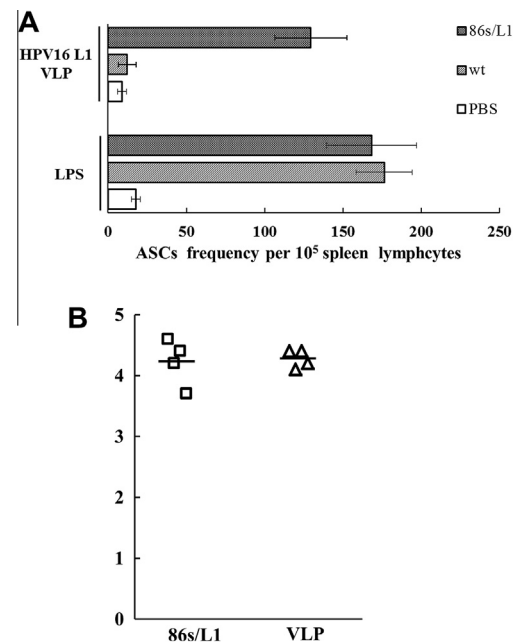 A
HPV16 L1
VLP
LPS
86s/L1
wt
PBS
0 50 100 150 200 250
ASCs frequency per 10⁵ spleen lymphcytes
B
5
4
3
2
1
0
86s/L1 VLP